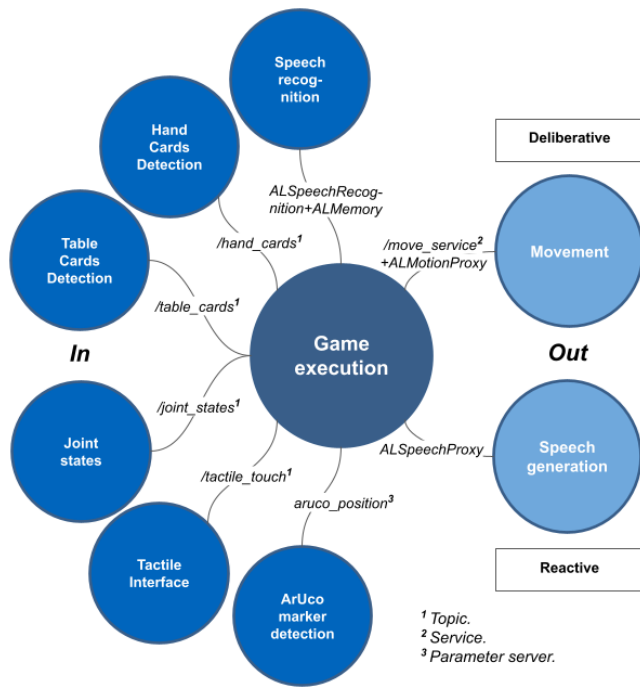 Speech
recog-
nition
Hand
Cards
Detection
Deliberative
ALSpeechRecog-
nition+ALMemory
/hand_cards¹
/move_service²
+ALMotionProxy
Movement
Table
Cards
Detection
/table_cards¹
In
Game
execution
Out
/joint_states¹
Joint
states
ALSpeechProxy
Speech
generation
/tactile_touch¹
aruco_position³
Tactile
Interface
Reactive
ArUco
marker
detection
¹ Topic.
² Service.
³ Parameter server.